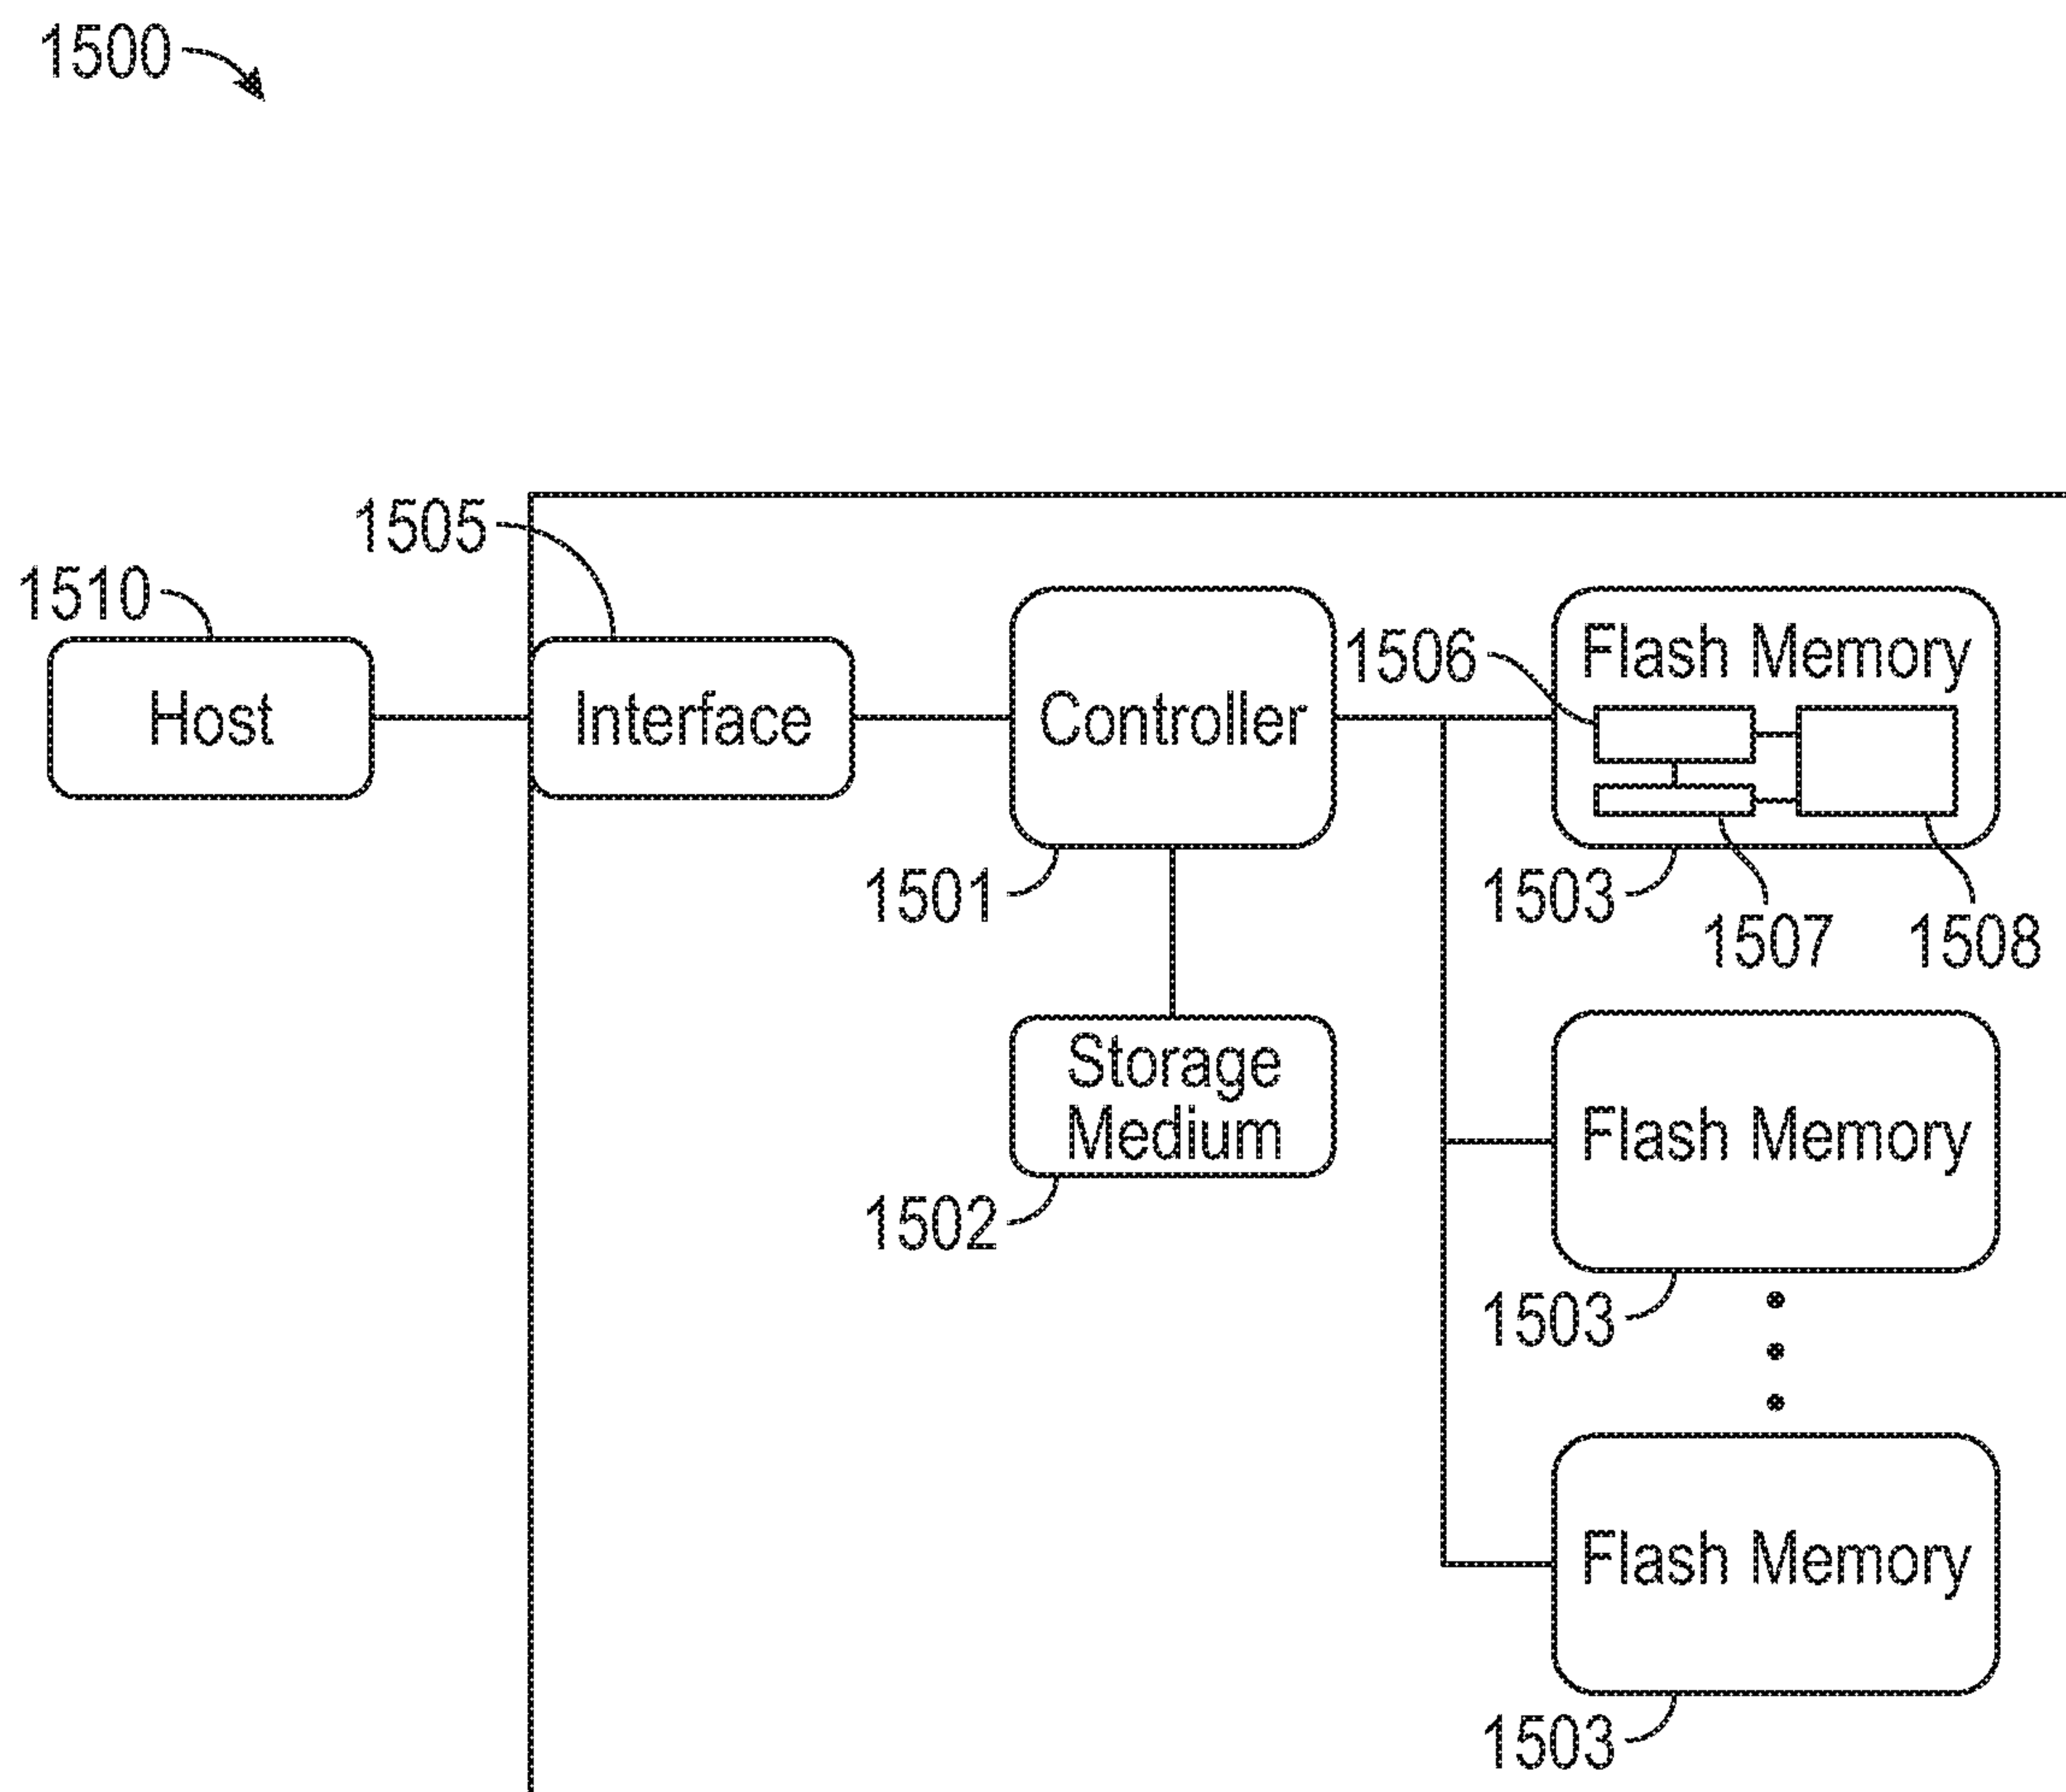 1500
1505
1510
Host
Interface
Controller
1506
Flash Memory
1501
1503
1507
1508
Storage
Medium
1502
Flash Memory
1503
Flash Memory
1503